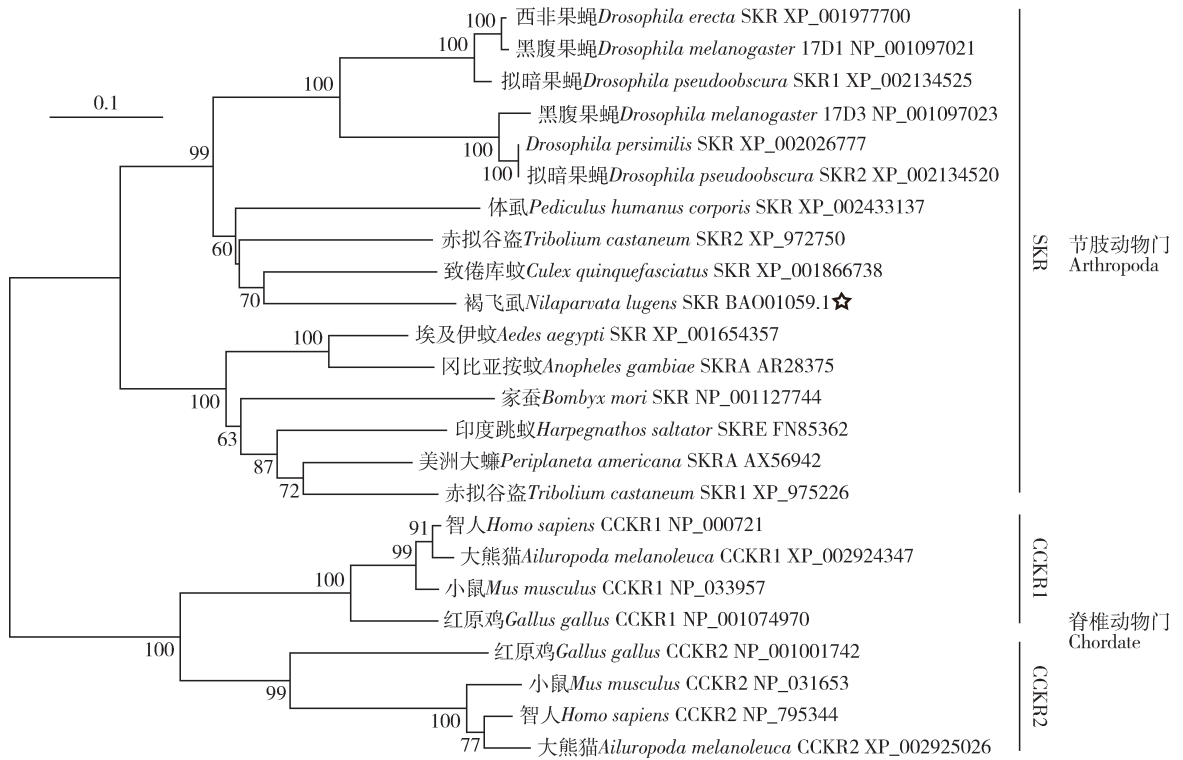 100
西非果蝇Drosophila erecta SKR XP_001977700
100
黑腹果蝇Drosophila melanogaster 17D1 NP_001097021
100
拟暗果蝇Drosophila pseudoobscura SKR1 XP_002134525
0.1
黑腹果蝇Drosophila melanogaster 17D3 NP_001097023
99
100
Drosophila persimilis SKR XP_002026777
100
拟暗果蝇Drosophila pseudoobscura SKR2 XP_002134520
体虱Pediculus humanus corporis SKR XP_002433137
60
赤拟谷盗Tribolium castaneum SKR2 XP_972750
SKR
节肢动物门
Arthropoda
致倦库蚊Culex quinquefasciatus SKR XP_001866738
70
褐飞虱Nilaparvata lugens SKR BAO01059.1☆
100
埃及伊蚊Aedes aegypti SKR XP_001654357
冈比亚按蚊Anopheles gambiae SKRA AR28375
100
家蚕Bombyx mori SKR NP_001127744
63
印度跳蚁Harpegnathos saltator SKRE FN85362
87
美洲大蠊Periplaneta americana SKRA AX56942
72
赤拟谷盗Tribolium castaneum SKR1 XP_975226
91
智人Homo sapiens CCKR1 NP_000721
99
大熊猫Ailuropoda melanoleuca CCKR1 XP_002924347
100
小鼠Mus musculus CCKR1 NP_033957
CCKR1
红原鸡Gallus gallus CCKR1 NP_001074970
脊椎动物门
Chordate
100
红原鸡Gallus gallus CCKR2 NP_001001742
99
小鼠Mus musculus CCKR2 NP_031653
CCKR2
100
智人Homo sapiens CCKR2 NP_795344
77
大熊猫Ailuropoda melanoleuca CCKR2 XP_002925026